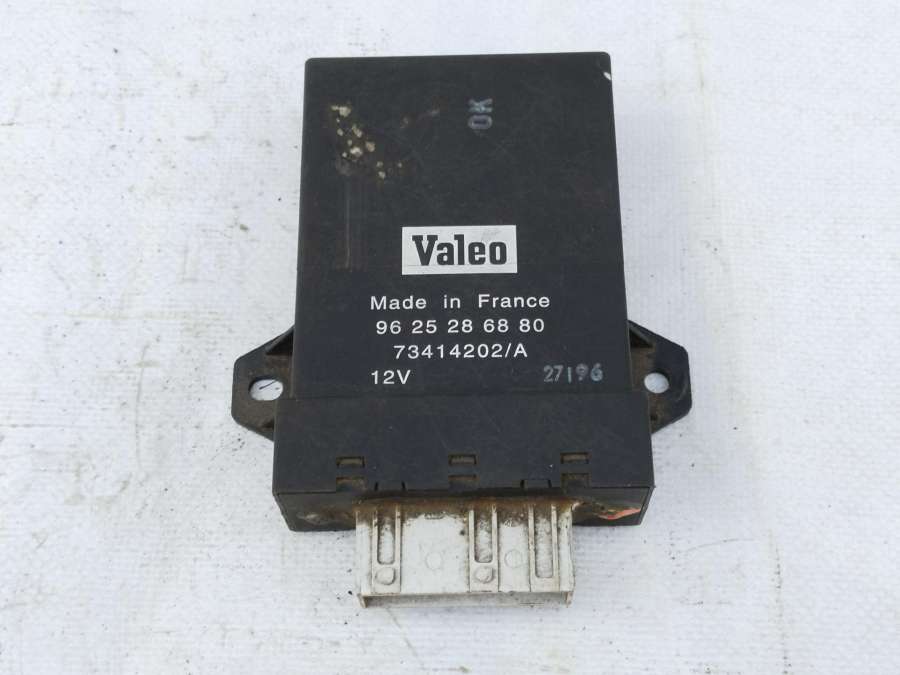 OK
Valeo
Made in France
96 25 28 68 80
73414202/A
12V 27196